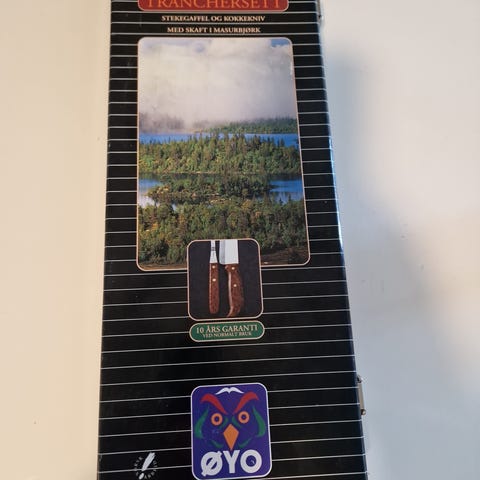 TRANCHERSETT
STEKEGAFFEL OG KOKKEKNIV
MED SKAFT I MASURBJØRK
10 ÅRS GARANTI
VED NORMALT BRUK
ØYO